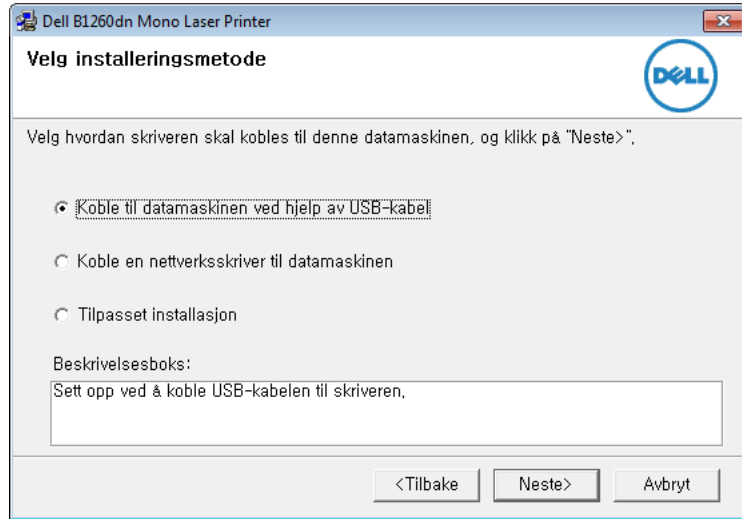 Dell B1260dn Mono Laser Printer
Velg installeringsmetode
DELL
Velg hvordan skriveren skal kobles til denne datamaskinen, og klikk på "Neste>",
Koble til datamaskinen ved hjelp av USB-kabel
Koble en nettverksskriver til datamaskinen
Tilpasset installasjon
Beskrivelsesboks:
Sett opp ved å koble USB-kabelen til skriveren,
<Tilbake Neste> Avbryt